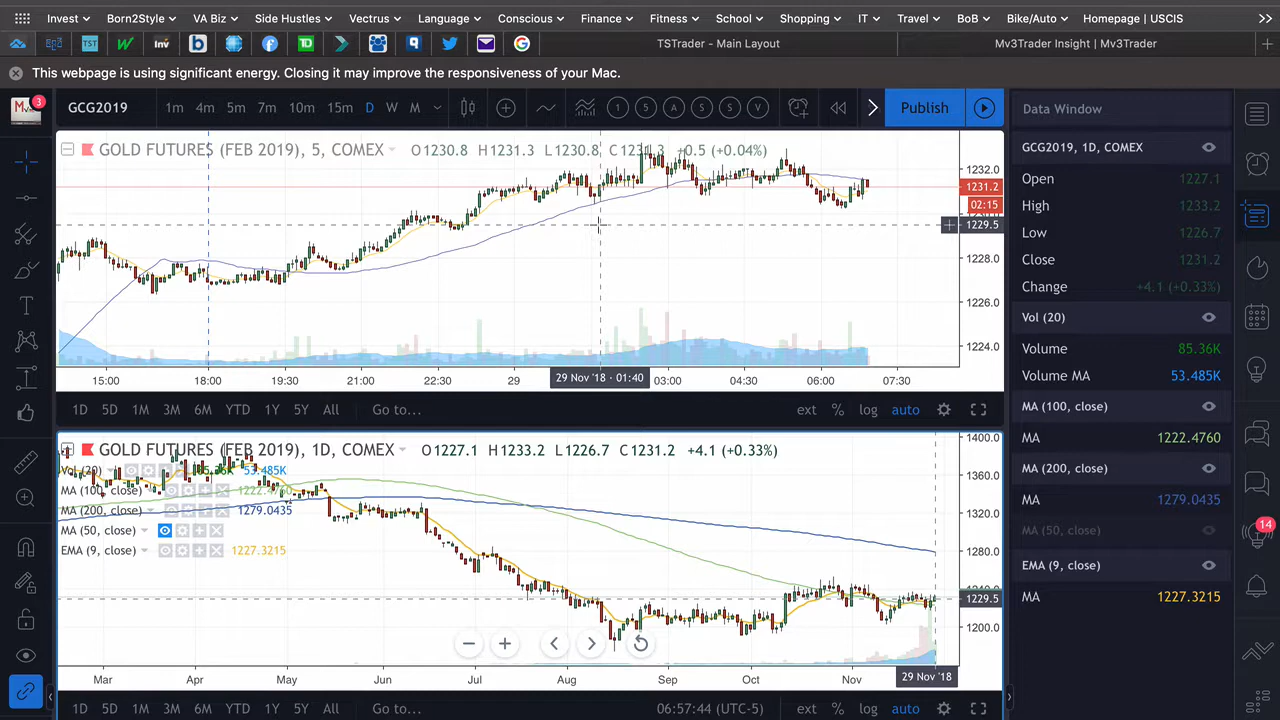 Invest Born2Style VA Biz Side Hustles Vectrus Language Conscious Finance Fitness School Shopping IT Travel BoB Bike/Auto Homepage | USCIS
TST Inv b f TD q G TSTrader - Main Layout Mv3Trader Insight | Mv3Trader
This webpage is using significant energy. Closing it may improve the responsiveness of your Mac.
3 GCG2019 1m 4m 5m 7m 10m 15m D W M 1 5 A S S V Publish
Data Window
GOLD FUTURES (FEB 2019), 5, COMEX O1230.8 H1231.3 L1230.8 C1231.3 +0.5 (+0.04%)
1232.0
1231.2
02:15
1229.5
1228.0
1226.0
1224.0
15:00 18:00 19:30 21:00 22:30 29 29 Nov '18 · 01:40 03:00 04:30 06:00 07:30
1D 5D 1M 3M 6M YTD 1Y 5Y All Go to... ext % log auto
GOLD FUTURES (FEB 2019), 1D, COMEX O1227.1 H1233.2 L1226.7 C1231.2 +4.1 (+0.33%)
Vol (20) 85.36K 53.485K
MA (100, close) 1222.4760
MA (200, close) 1279.0435
MA (50, close)
EMA (9, close) 1227.3215
1400.0
1360.0
1320.0
1280.0
1229.5
1200.0
Mar Apr May Jun Jul Aug Sep Oct Nov 29 Nov '18
1D 5D 1M 3M 6M YTD 1Y 5Y All Go to... 06:57:44 (UTC-5) ext % log auto
GCG2019, 1D, COMEX
Open 1227.1
High 1233.2
Low 1226.7
Close 1231.2
Change +4.1 (+0.33%)
Vol (20)
Volume 85.36K
Volume MA 53.485K
MA (100, close)
MA 1222.4760
MA (200, close)
MA 1279.0435
MA (50, close)
EMA (9, close)
MA 1227.3215
14